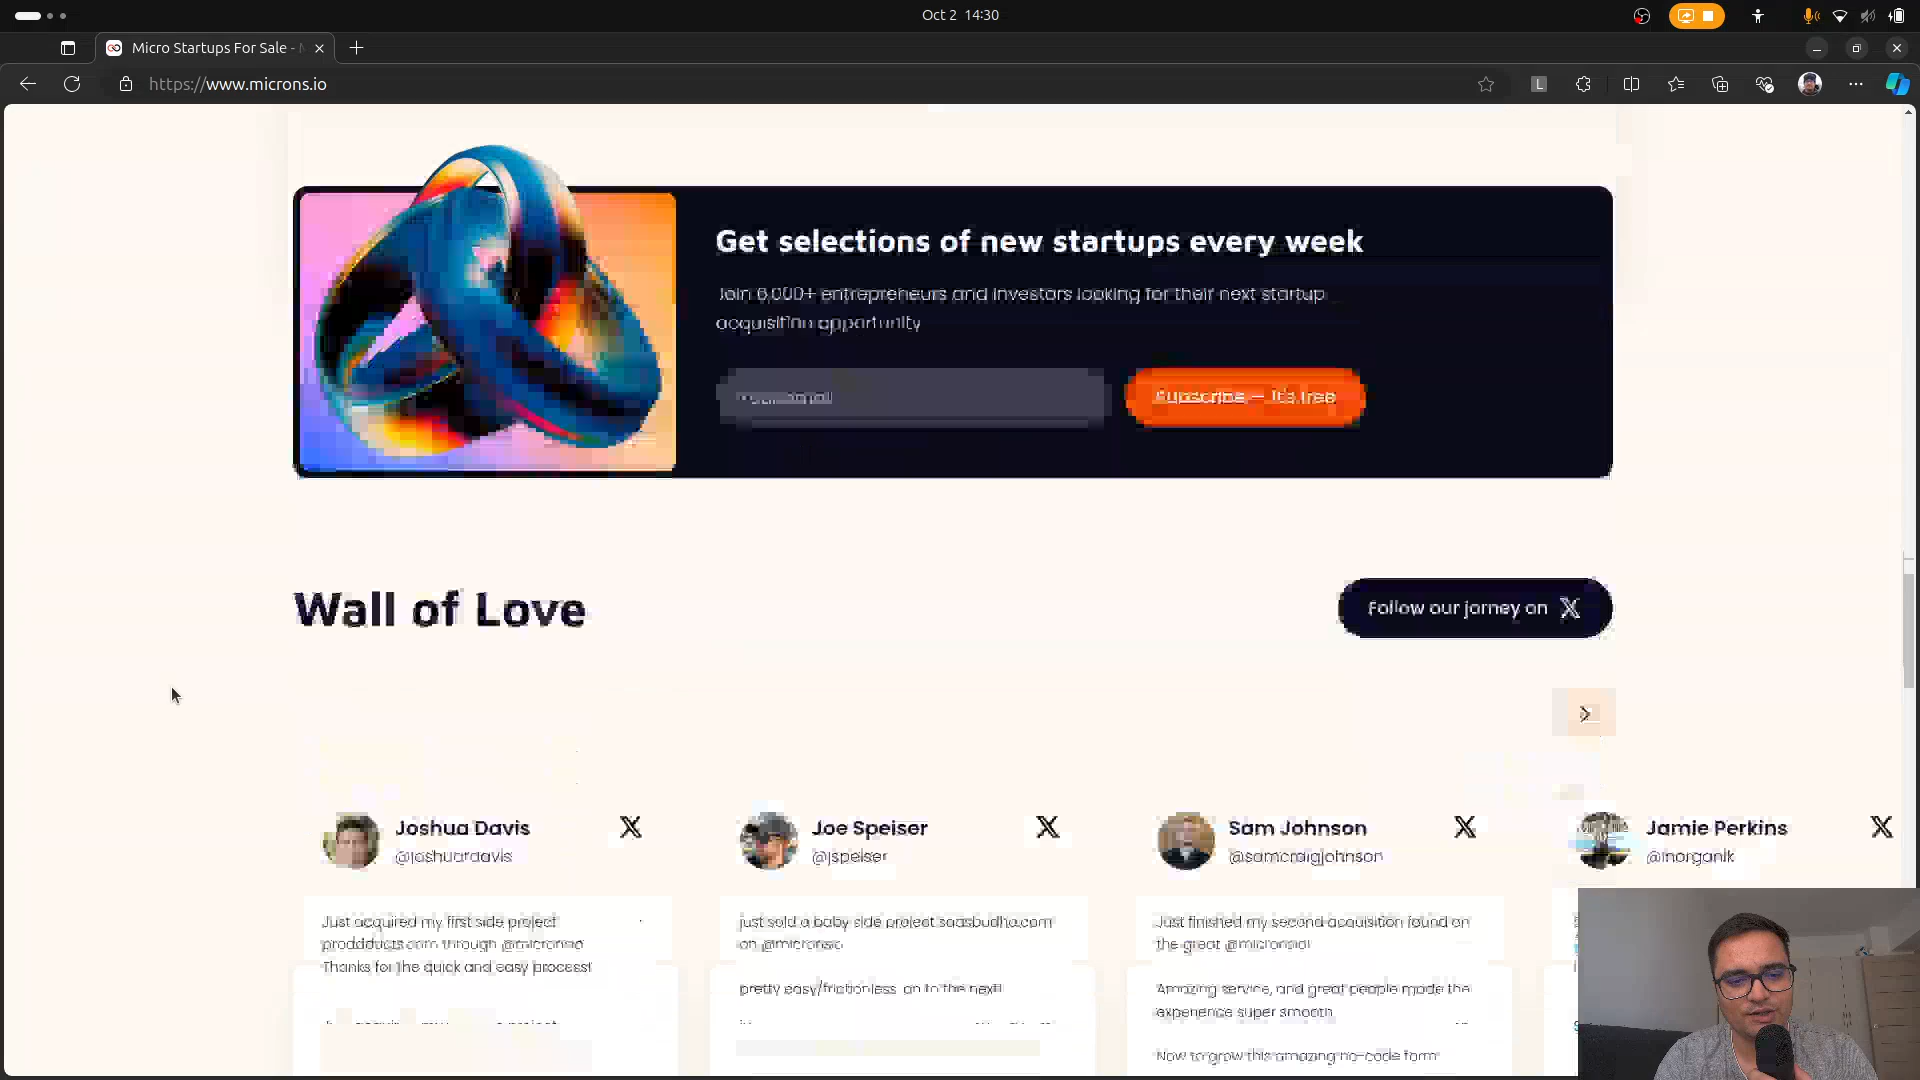 Oct 2 14:30
Micro Startups For Sale -
https://www.microns.io
L
Get selections of new startups every week
Join 6,000+ entrepreneurs and investors looking for their next startup
acquisition opportunity
Your email
Subscribe — it's free
Wall of Love
Follow our jorney on X
Joshua Davis
@joshuardavis
Just acquired my first side project
prodddducts.com through @micronsio
Thanks for the quick and easy process!
Joe Speiser
@jspeiser
just sold a baby side project saasbudha.com
on @micronsio
pretty easy/frictionless on to the next!!
Sam Johnson
@samcraigjohnson
Just finished my second acquisition found on
the great @micronsio!
Amazing service, and great people made the
experience super smooth
Now to grow this amazing no-code form
Jamie Perkins
@inorganik